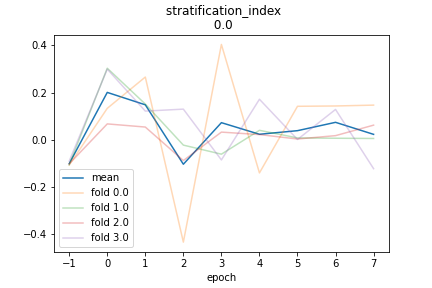 stratification_index
0.0
0.4
0.2
0.0
−0.2
−0.4
mean
fold 0.0
fold 1.0
fold 2.0
fold 3.0
−1 0 1 2 3 4 5 6 7
epoch